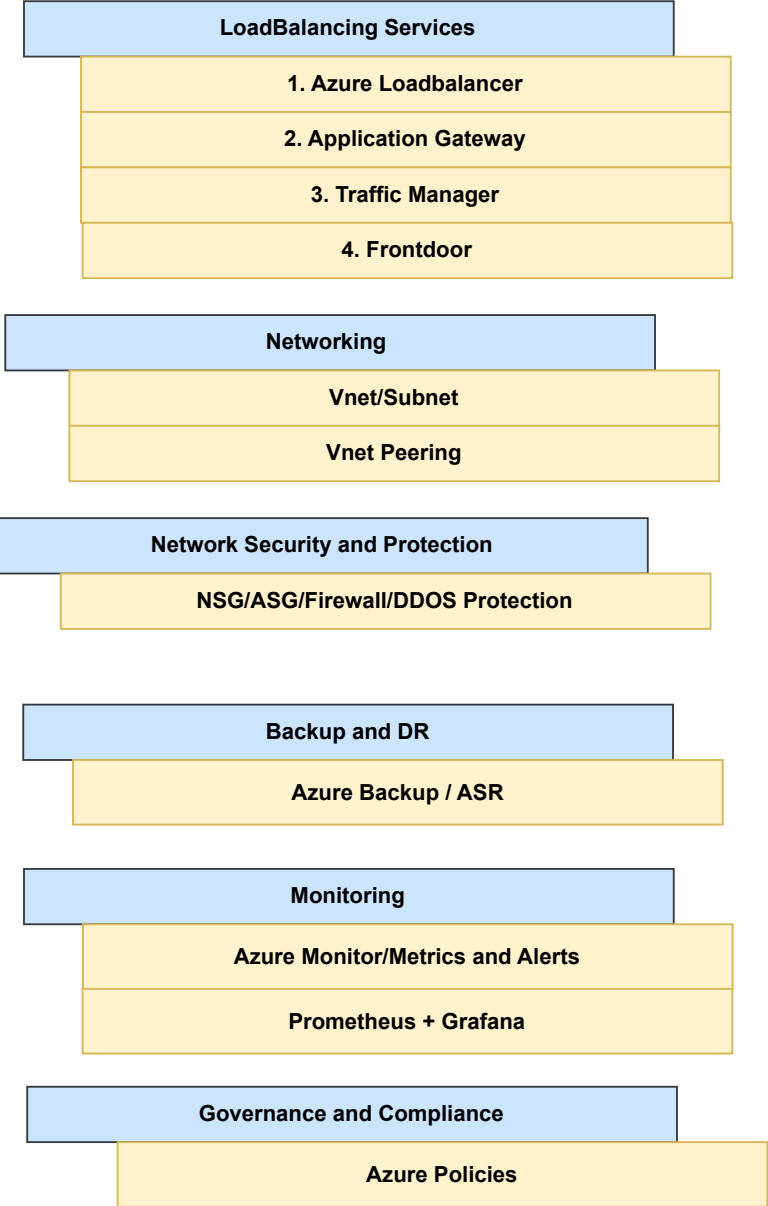 LoadBalancing Services
1. Azure Loadbalancer
2. Application Gateway
3. Traffic Manager
4. Frontdoor
Networking
Vnet/Subnet
Vnet Peering
Network Security and Protection
NSG/ASG/Firewall/DDOS Protection
Backup and DR
Azure Backup / ASR
Monitoring
Azure Monitor/Metrics and Alerts
Prometheus + Grafana
Governance and Compliance
Azure Policies